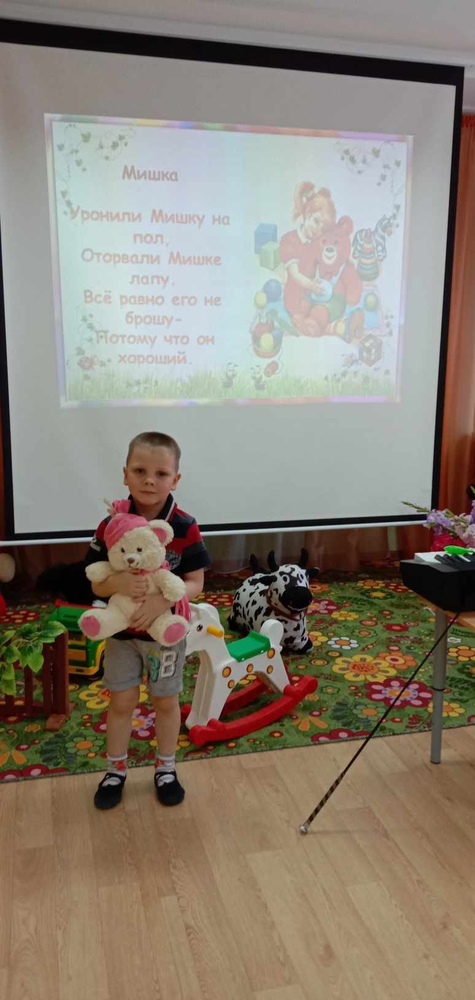 Мишка
Уронили Мишку на
пол,
Оторвали Мишке
лапу.
Всё равно его не
брошу-
Потому что он
хороший.
38